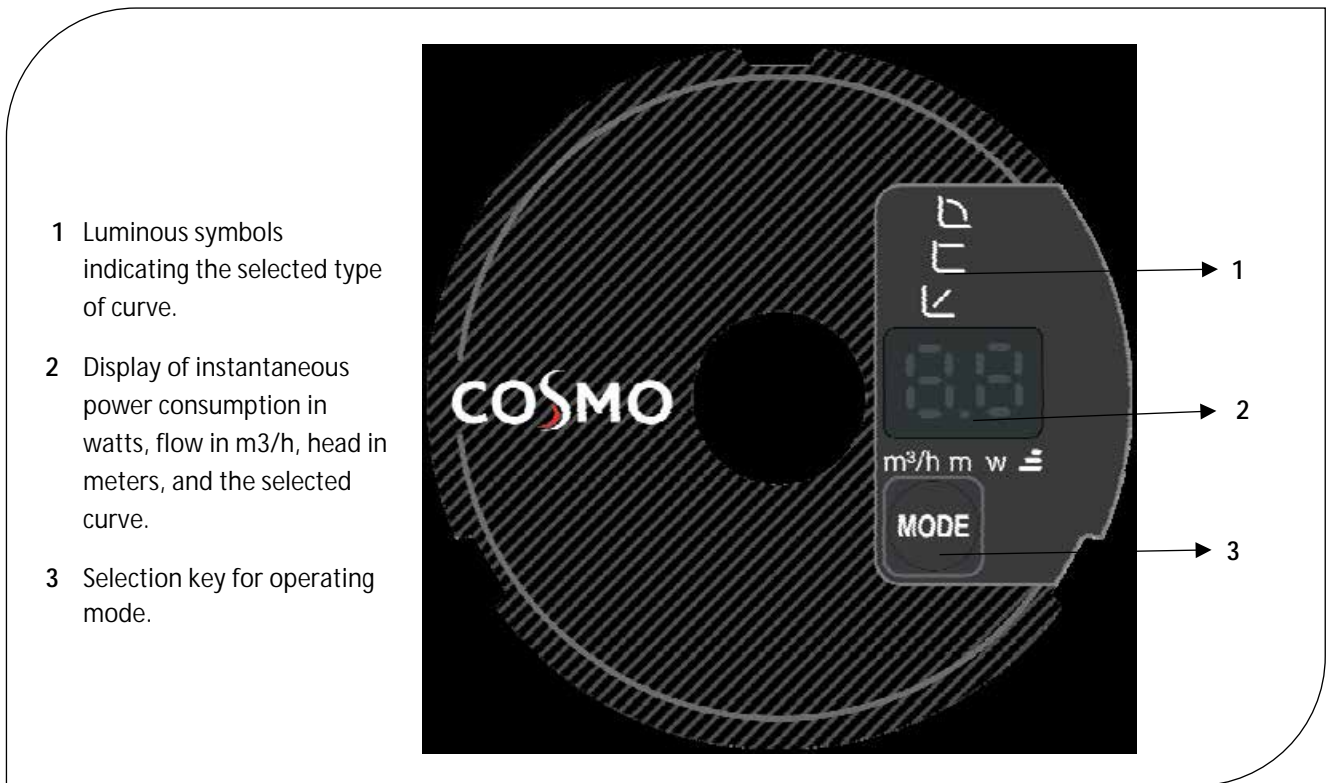 1 Luminous symbols
indicating the selected type
of curve.
2 Display of instantaneous
power consumption in
watts, flow in m3/h, head in
meters, and the selected
curve.
3 Selection key for operating
mode.
COSMO
8.8
m³/h m w
MODE
1
2
3